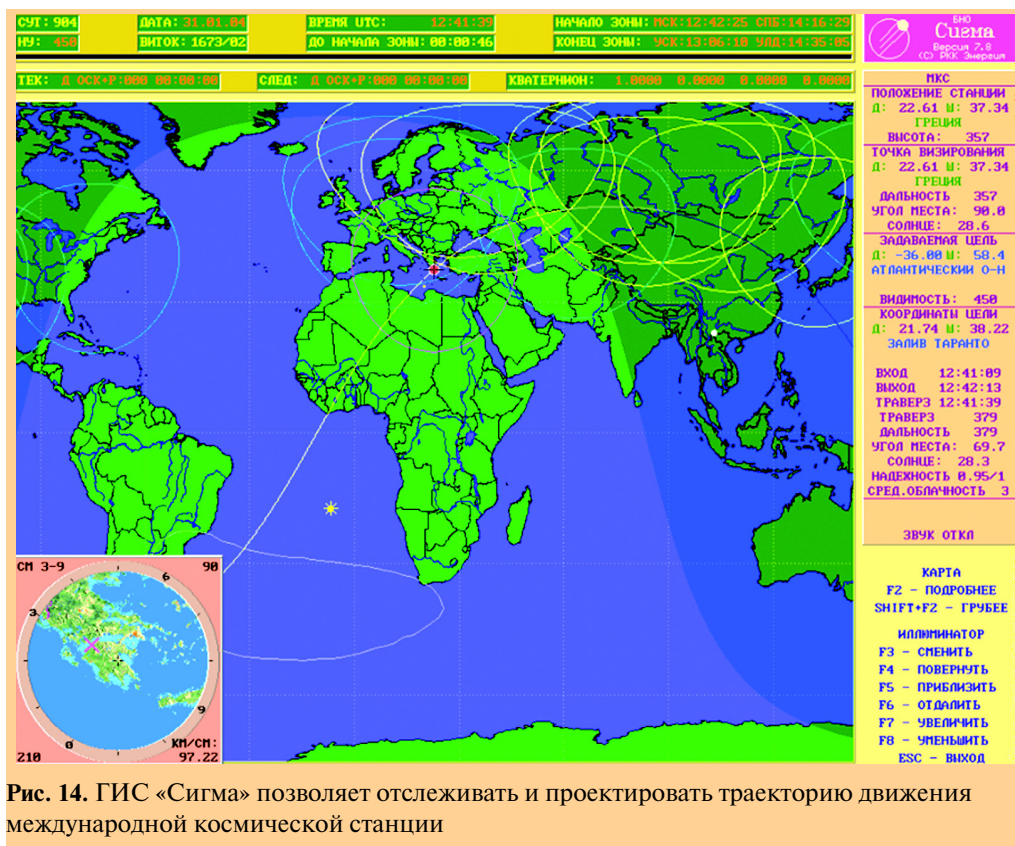 СУТ: 904
ДАТА: 31.01.04
ВРЕМЯ UTC: 12:41:39
НАЧАЛО ЗОНЫ: МСК:12:42:25 СПБ:14:16:29
НУ: 450
ВИТОК: 1673/02
ДО НАЧАЛА ЗОНЫ: 00:00:46
КОНЕЦ ЗОНЫ: УСК:13:06:10 УЛД:14:35:05
БНО
Сигма
Версия 7.8
(С) РКК Энергия
ТЕК: Д ОСК+Р:000 00:00:00
СЛЕД: Д ОСК+Р:000 00:00:00
КВАТЕРНИОН: 1.0000 0.0000 0.0000 0.0000
МКС
ПОЛОЖЕНИЕ СТАНЦИИ
Д: 22.61 Ш: 37.34
ГРЕЦИЯ
ВЫСОТА: 357
ТОЧКА ВИЗИРОВАНИЯ
Д: 22.61 Ш: 37.34
ГРЕЦИЯ
ДАЛЬНОСТЬ 357
УГОЛ МЕСТА: 90.0
СОЛНЦЕ: 28.6
ЗАДАВАЕМАЯ ЦЕЛЬ
Д: -36.00 Ш: 58.4
АТЛАНТИЧЕСКИЙ О-Н
ВИДИМОСТЬ: 450
КООРДИНАТЫ ЦЕЛИ
Д: 21.74 Ш: 38.22
ЗАЛИВ ТАРАНТО
ВХОД 12:41:09
ВЫХОД 12:42:13
ТРАВЕРЗ 12:41:39
ТРАВЕРЗ 379
ДАЛЬНОСТЬ 379
УГОЛ МЕСТА: 69.7
СОЛНЦЕ: 28.3
НАДЕЖНОСТЬ 0.95/1
СРЕД.ОБЛАЧНОСТЬ 3
ЗВУК ОТКЛ
КАРТА
F2 - ПОДРОБНЕЕ
SHIFT+F2 - ГРУБЕЕ
ИЛЛЮМИНАТОР
F3 - СМЕНИТЬ
F4 - ПОВЕРНУТЬ
F5 - ПРИБЛИЗИТЬ
F6 - ОТДАЛИТЬ
F7 - УВЕЛИЧИТЬ
F8 - УМЕНЬШИТЬ
ESC - ВЫХОД
СМ 3-9
90
6
3
9
0
210
КМ/СМ:
97.22
Рис. 14. ГИС «Сигма» позволяет отслеживать и проектировать траекторию движения
международной космической станции